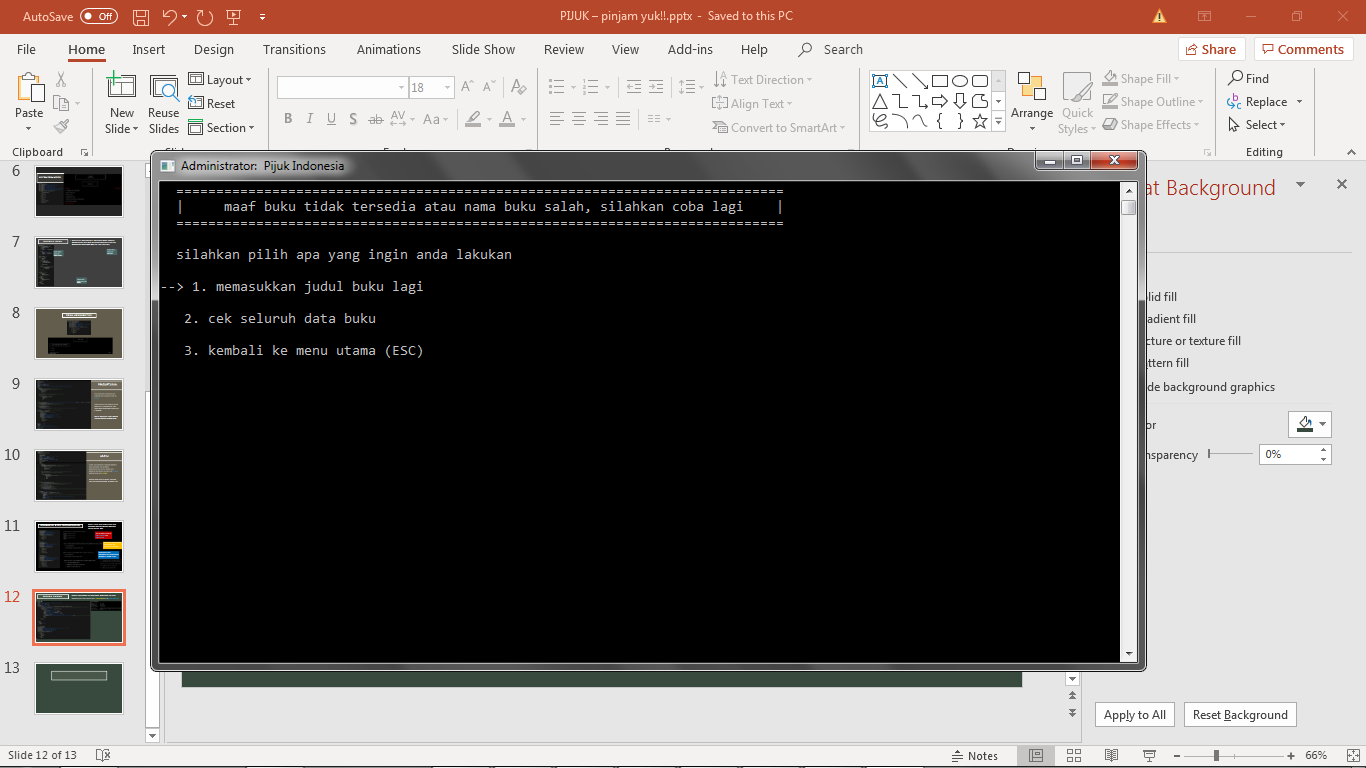 AutoSave Off PIJUK – pinjam yuk!!.pptx - Saved to this PC
File Home Insert Design Transitions Animations Slide Show Review View Add-ins Help Search Share Comments
Paste
Clipboard
New Slide
Reuse Slides
Layout
Reset
Section
18
Text Direction
Align Text
Convert to SmartArt
Arrange
Quick Styles
Shape Fill
Shape Outline
Shape Effects
Find
Replace
Select
Editing
Administrator: Pijuk Indonesia
============================================================================
| maaf buku tidak tersedia atau nama buku salah, silahkan coba lagi |
============================================================================
silahkan pilih apa yang ingin anda lakukan
--> 1. memasukkan judul buku lagi
2. cek seluruh data buku
3. kembali ke menu utama (ESC)
6
7
8
9
10
11
12
13
at Background
lid fill
adient fill
cture or texture fill
ttern fill
de background graphics
or
nsparency 0%
Apply to All Reset Background
Slide 12 of 13 Notes 66%